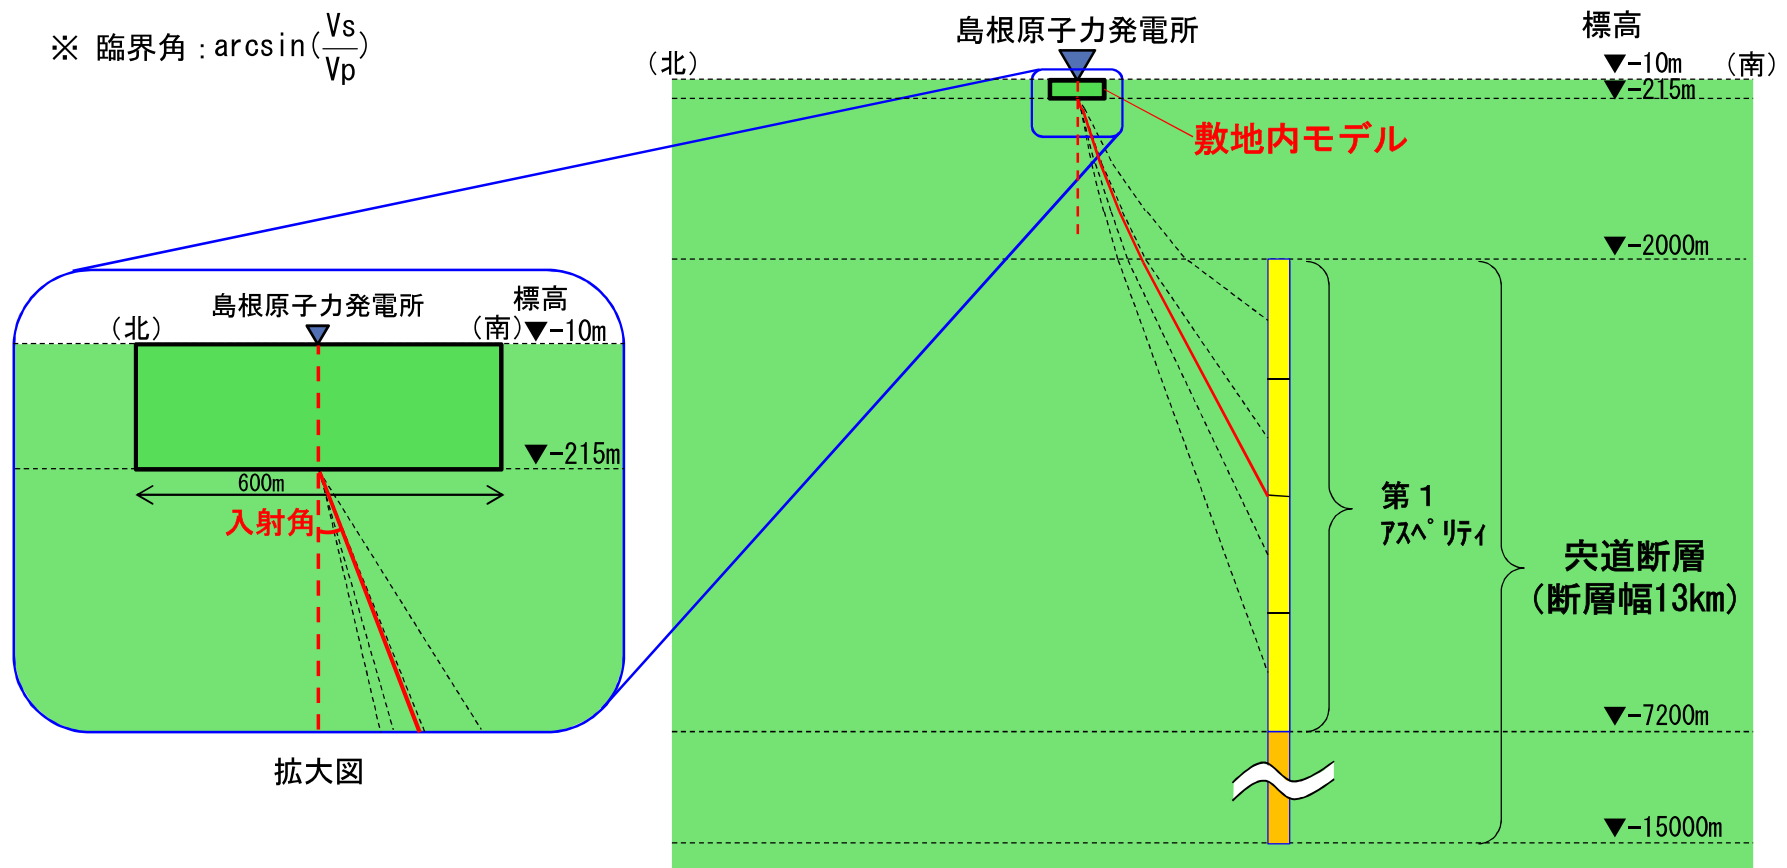 ※ 臨界角：arcsin(Vs/Vp)
島根原子力発電所
標高
（北）
▼-10m
（南）
▼-215m
敷地内モデル
▼-2000m
島根原子力発電所
標高
（北）
（南）
▼-10m
▼-215m
600m
入射角
拡大図
第１
ｱｽﾍﾟﾘﾃｨ
宍道断層
（断層幅13km）
▼-7200m
▼-15000m